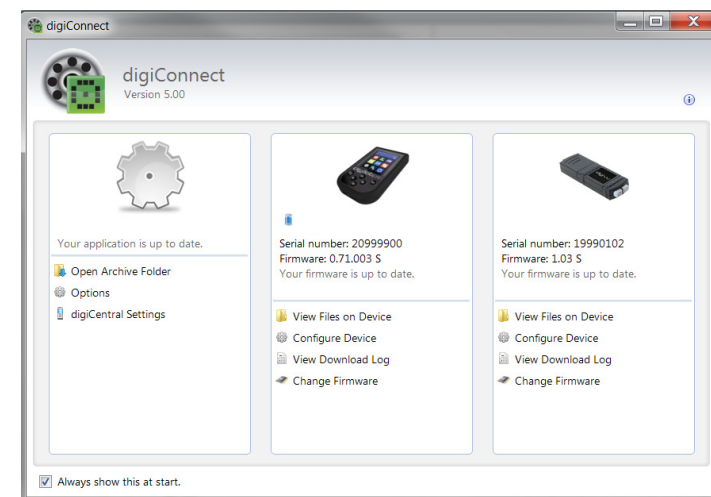 digiConnect
digiConnect
Version 5.00
Your application is up to date.
Open Archive Folder
Options
digiCentral Settings
Serial number: 20999900
Firmware: 0.71.003 S
Your firmware is up to date.
View Files on Device
Configure Device
View Download Log
Change Firmware
Serial number: 19990102
Firmware: 1.03 S
Your firmware is up to date.
View Files on Device
Configure Device
View Download Log
Change Firmware
Always show this at start.